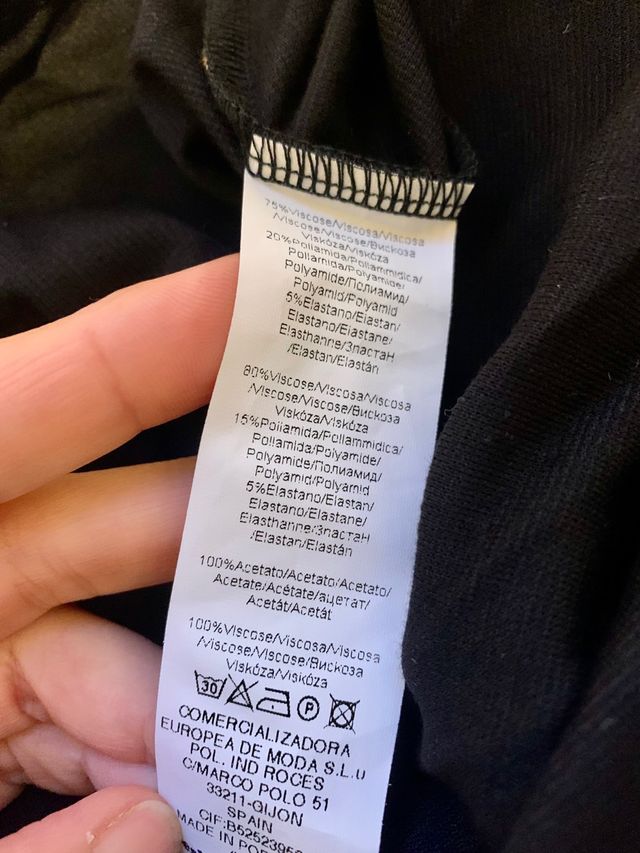 75%Viscose/Viscosa/Viscosa
/Viscose/Viscose/Вискоза
Viskóza/Viskóza
20%Poliamida/Poliammidica/
Poliamida/Polyamide/
Polyamide/Полиамид/
Polyamid/Polyamid
5%Elastano/Elastan/
Elastano/Elastane/
Elasthanne/Эластан
/Elastan/Elastán
80%Viscose/Viscosa/Viscosa
/Viscose/Viscose/Вискоза
Viskóza/Viskóza
15%Poliamida/Poliammidica/
Poliamida/Polyamide/
Polyamide/Полиамид/
Polyamid/Polyamid
5%Elastano/Elastan/
Elastano/Elastane/
Elasthanne/Эластан
/Elastan/Elastán
100%Acetato/Acetato/Acetato/
Acetate/Acétate/ацетат/
Acetát/Acetát
100%Viscose/Viscosa/Viscosa
/Viscose/Viscose/Вискоза
Viskóza/Viskóza
30 P
COMERCIALIZADORA
EUROPEA DE MODA S.L.U
POL. IND ROCES
C/MARCO POLO 51
33211-GIJON
SPAIN
MADE IN